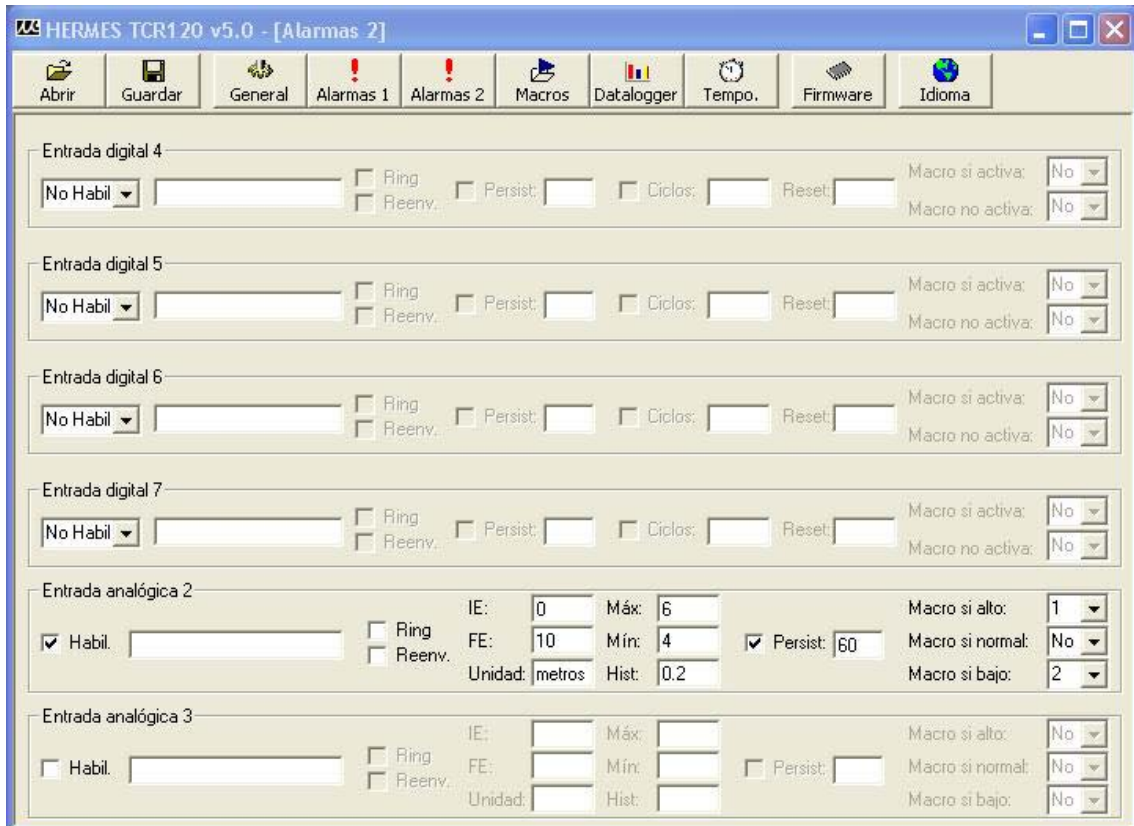 HERMES TCR120 v5.0 - [Alarmas 2]
Abrir Guardar General Alarmas 1 Alarmas 2 Macros Datalogger Tempo. Firmware Idioma
Entrada digital 4
No Habil Ring Reenv. Persist: Ciclos: Reset: Macro si activa: No
Macro no activa: No
Entrada digital 5
No Habil Ring Reenv. Persist: Ciclos: Reset: Macro si activa: No
Macro no activa: No
Entrada digital 6
No Habil Ring Reenv. Persist: Ciclos: Reset: Macro si activa: No
Macro no activa: No
Entrada digital 7
No Habil Ring Reenv. Persist: Ciclos: Reset: Macro si activa: No
Macro no activa: No
Entrada analógica 2
IE: 0 Máx: 6 Macro si alto: 1
Habil. Ring Reenv. FE: 10 Mín: 4 Persist: 60 Macro si normal: No
Unidad: metros Hist: 0.2 Macro si bajo: 2
Entrada analógica 3
IE: Máx: Macro si alto: No
Habil. Ring Reenv. FE: Mín: Persist: Macro si normal: No
Unidad: Hist: Macro si bajo: No